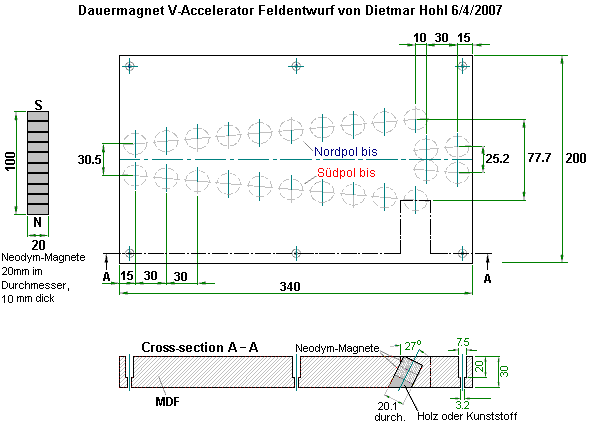 Dauermagnet V-Accelerator Feldentwurf von Dietmar Hohl 6/4/2007
10 30 15
S
100
N
20
Neodym-Magnete
20mm im
Durchmesser,
10 mm dick
30.5
Nordpol bis
Südpol bis
25.2
77.7
200
A
A
15 30 30
340
Cross-section A – A
Neodym-Magnete
27º
7.5
20
30
MDF
20.1
durch.
3.2
Holz oder Kunststoff